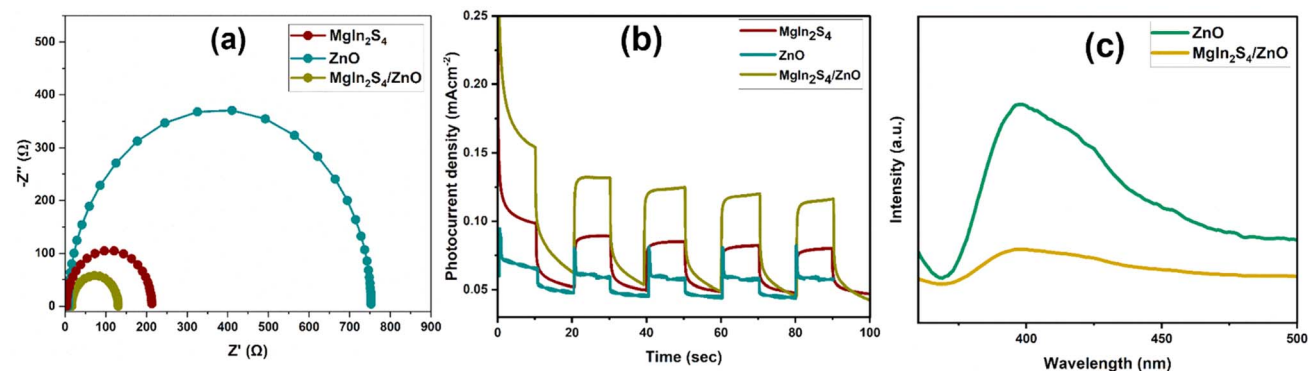 (a)
MgIn₂S₄
ZnO
MgIn₂S₄/ZnO
-Z'' (Ω)
500
400
300
200
100
0
0 100 200 300 400 500 600 700 800 900
Z' (Ω)
(b)
MgIn₂S₄
ZnO
MgIn₂S₄/ZnO
Photocurrent density (mAcm⁻²)
0.25
0.20
0.15
0.10
0.05
0 20 40 60 80 100
Time (sec)
(c)
ZnO
MgIn₂S₄/ZnO
Intensity (a.u.)
400 450 500
Wavelength (nm)